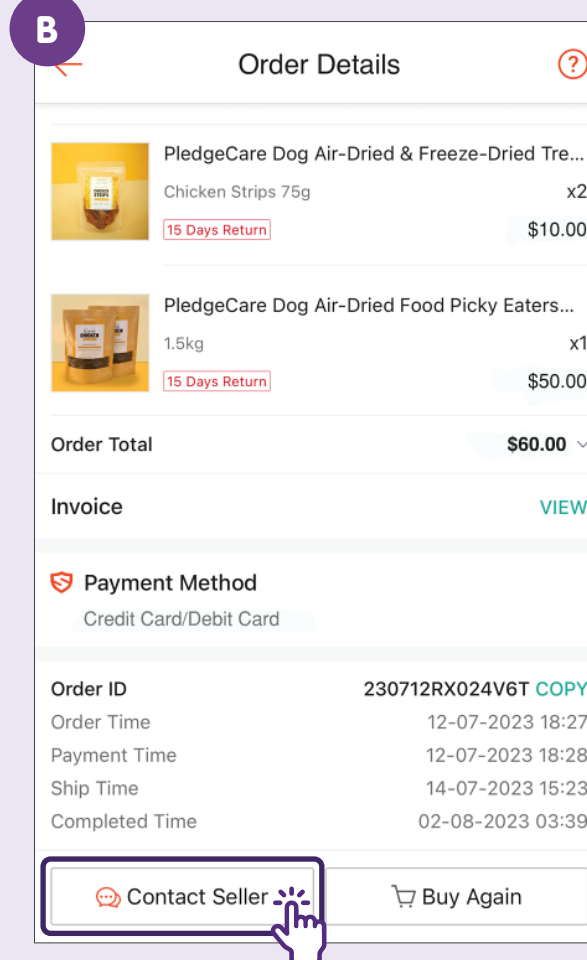 B
Order Details
?
PledgeCare Dog Air-Dried & Freeze-Dried Tre...
Chicken Strips 75g x2
15 Days Return $10.00
PledgeCare Dog Air-Dried Food Picky Eaters...
1.5kg x1
15 Days Return $50.00
Order Total $60.00
Invoice VIEW
Payment Method
Credit Card/Debit Card
Order ID 230712RX024V6T COPY
Order Time 12-07-2023 18:27
Payment Time 12-07-2023 18:28
Ship Time 14-07-2023 15:23
Completed Time 02-08-2023 03:39
Contact Seller Buy Again